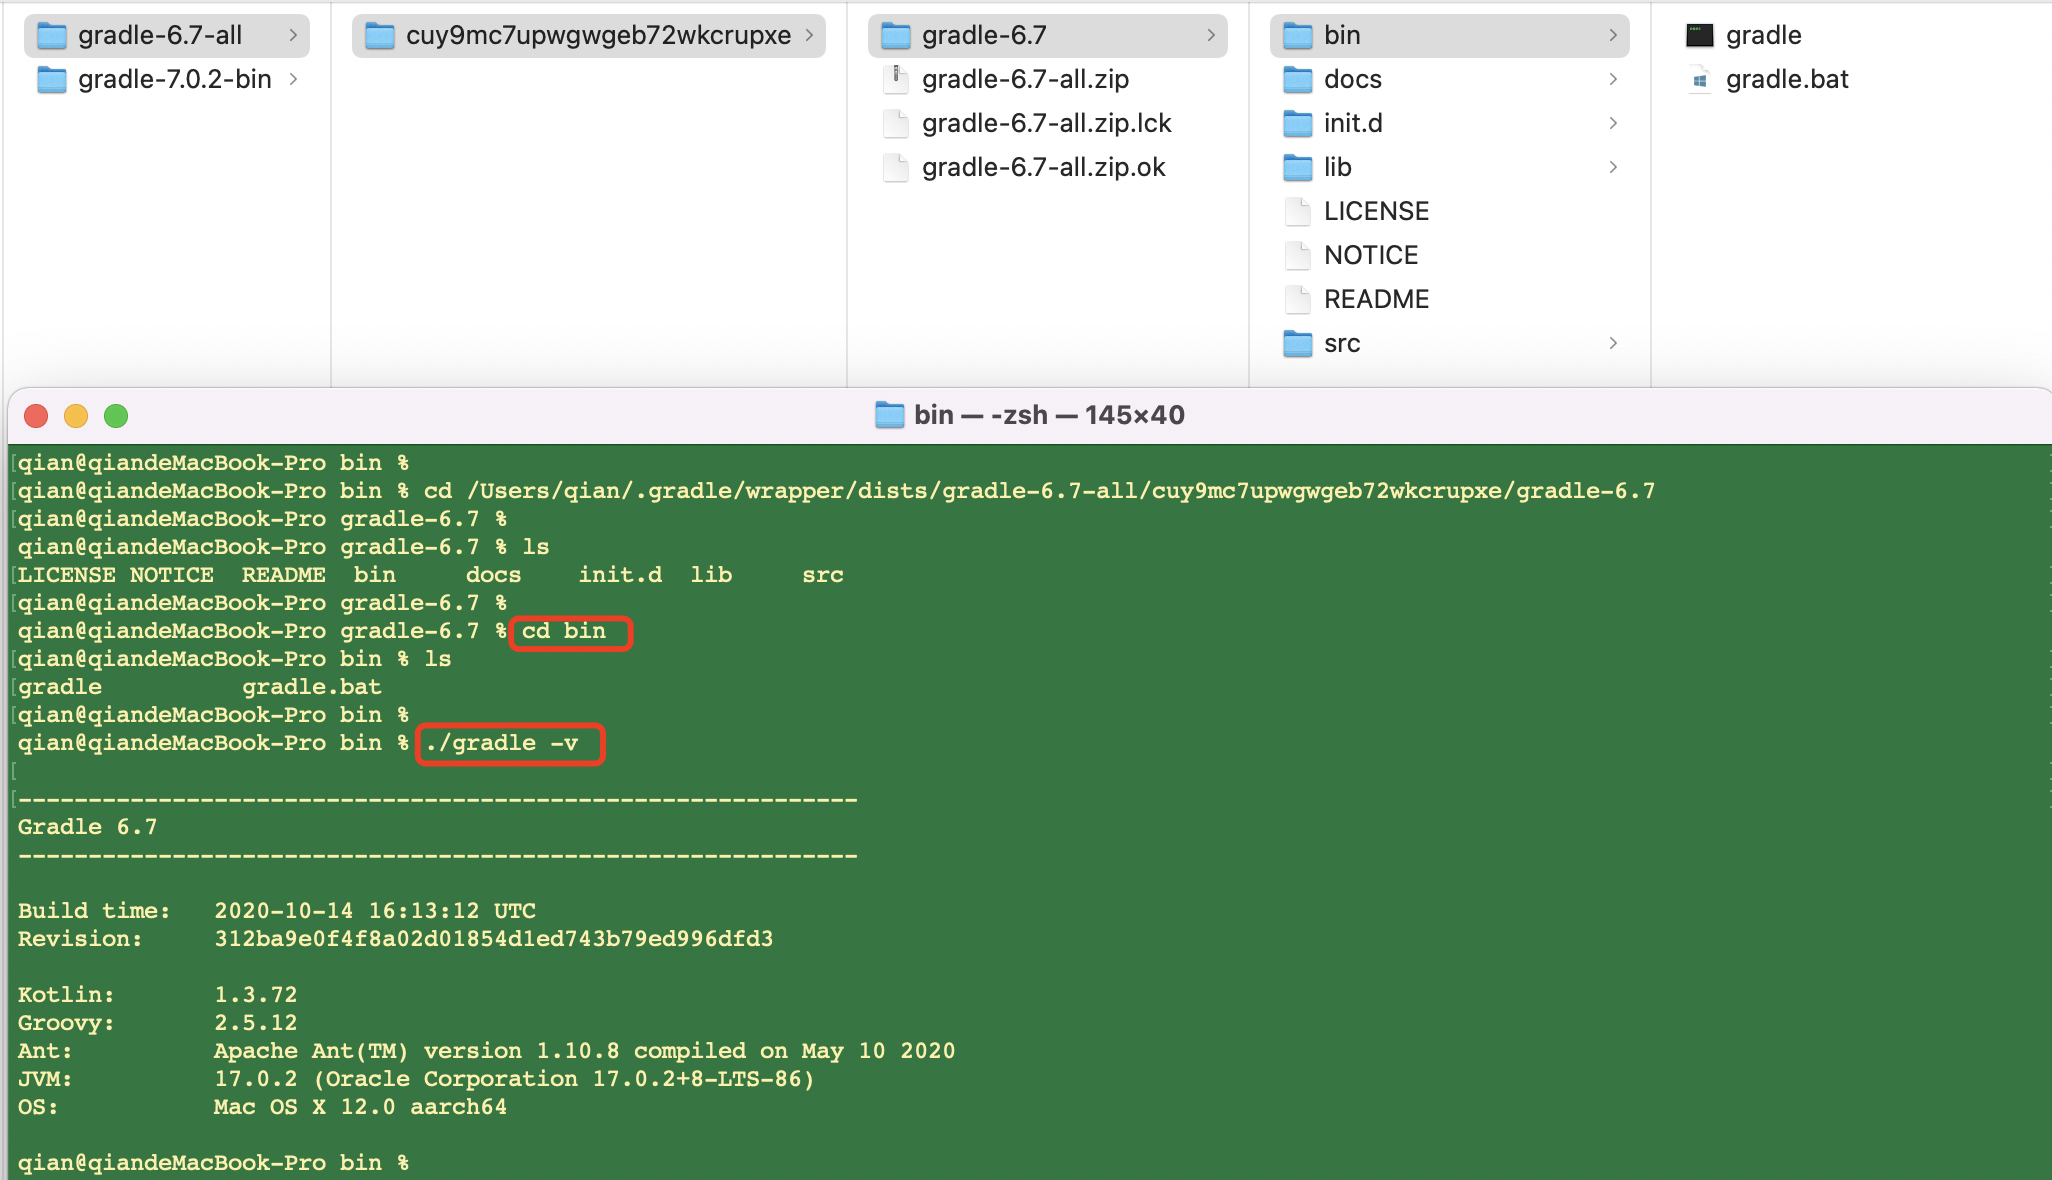 gradle-6.7-all
gradle-7.0.2-bin
cuy9mc7upwgwgeb72wkcrupxe
gradle-6.7
gradle-6.7-all.zip
gradle-6.7-all.zip.lck
gradle-6.7-all.zip.ok
bin
docs
init.d
lib
LICENSE
NOTICE
README
src
gradle
gradle.bat
bin — -zsh — 145×40
[qian@qiandeMacBook-Pro bin %
[qian@qiandeMacBook-Pro bin % cd /Users/qian/.gradle/wrapper/dists/gradle-6.7-all/cuy9mc7upwgwgeb72wkcrupxe/gradle-6.7
[qian@qiandeMacBook-Pro gradle-6.7 %
qian@qiandeMacBook-Pro gradle-6.7 % ls
[LICENSE NOTICE  README  bin     docs    init.d  lib     src
[qian@qiandeMacBook-Pro gradle-6.7 %
qian@qiandeMacBook-Pro gradle-6.7 % cd bin
[qian@qiandeMacBook-Pro bin % ls
[gradle          gradle.bat
[qian@qiandeMacBook-Pro bin %
qian@qiandeMacBook-Pro bin % ./gradle -v
[
[------------------------------------------------------------
Gradle 6.7
------------------------------------------------------------
Build time:   2020-10-14 16:13:12 UTC
Revision:     312ba9e0f4f8a02d01854d1ed743b79ed996dfd3
Kotlin:       1.3.72
Groovy:       2.5.12
Ant:          Apache Ant(TM) version 1.10.8 compiled on May 10 2020
JVM:          17.0.2 (Oracle Corporation 17.0.2+8-LTS-86)
OS:           Mac OS X 12.0 aarch64
qian@qiandeMacBook-Pro bin %